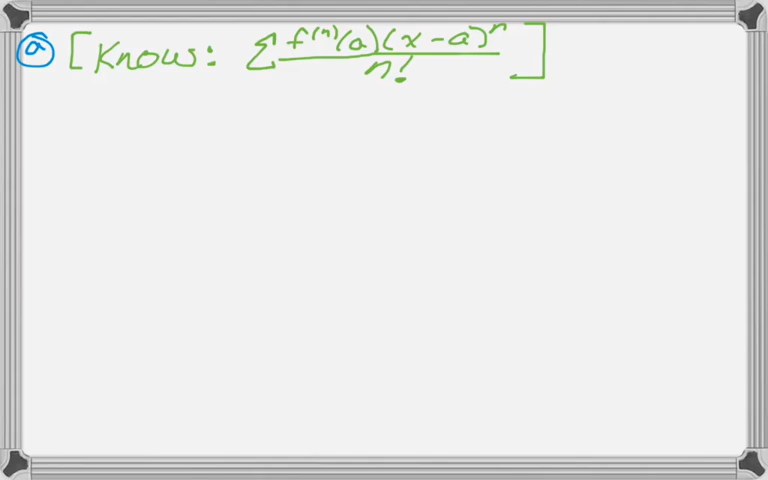 ⓐ [Know: Σ f⁽ⁿ⁾(a)(x-a)ⁿ / n! ]